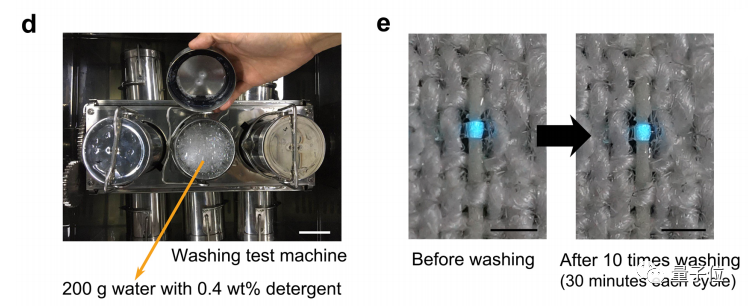 d
Washing test machine
200 g water with 0.4 wt% detergent
e
Before washing
After 10 times washing
(30 minutes each cycle)
量子位